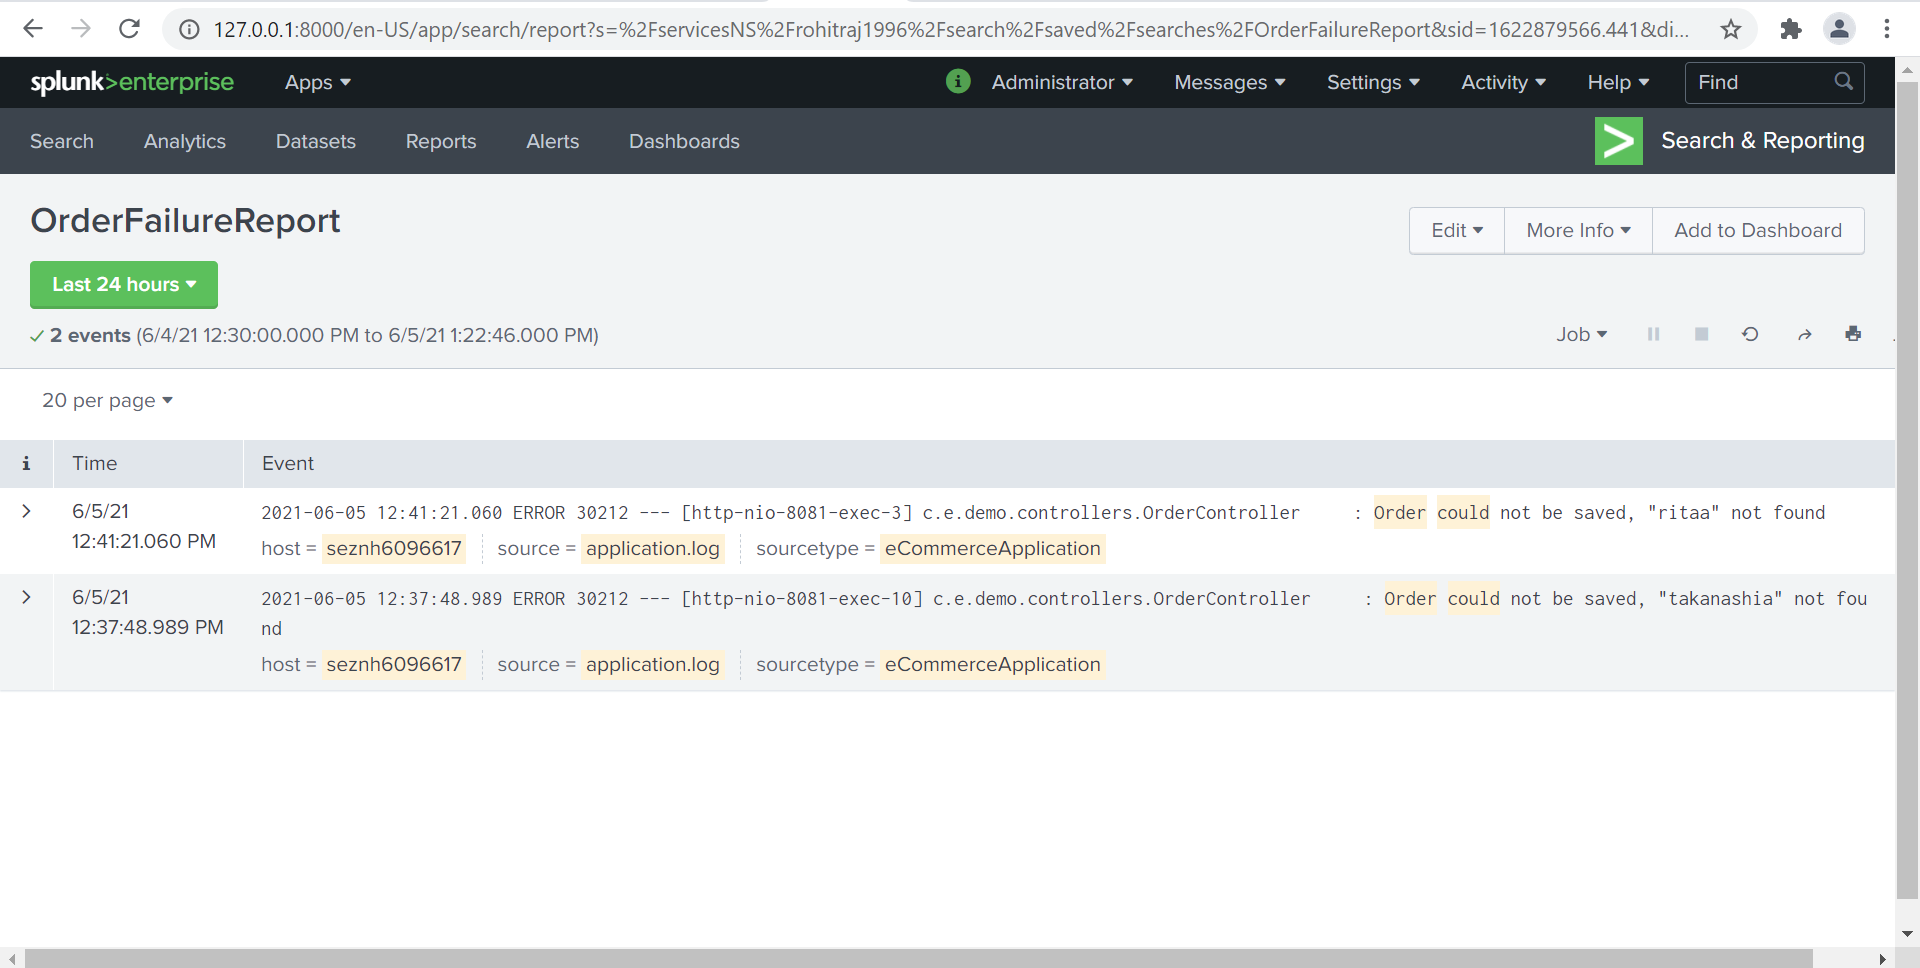 127.0.0.1:8000/en-US/app/search/report?s=%2FservicesNS%2Frohitraj1996%2Fsearch%2Fsaved%2Fsearches%2FOrderFailureReport&sid=1622879566.441&di...
splunk>enterprise Apps i Administrator Messages Settings Activity Help Find
Search Analytics Datasets Reports Alerts Dashboards Search & Reporting
OrderFailureReport
Edit More Info Add to Dashboard
Last 24 hours
2 events (6/4/21 12:30:00.000 PM to 6/5/21 1:22:46.000 PM)
Job
20 per page
i Time Event
6/5/21 2021-06-05 12:41:21.060 ERROR 30212 --- [http-nio-8081-exec-3] c.e.demo.controllers.OrderController : Order could not be saved, "ritaa" not found
12:41:21.060 PM host = seznh6096617 source = application.log sourcetype = eCommerceApplication
6/5/21 2021-06-05 12:37:48.989 ERROR 30212 --- [http-nio-8081-exec-10] c.e.demo.controllers.OrderController : Order could not be saved, "takanashia" not fou
12:37:48.989 PM nd
host = seznh6096617 source = application.log sourcetype = eCommerceApplication